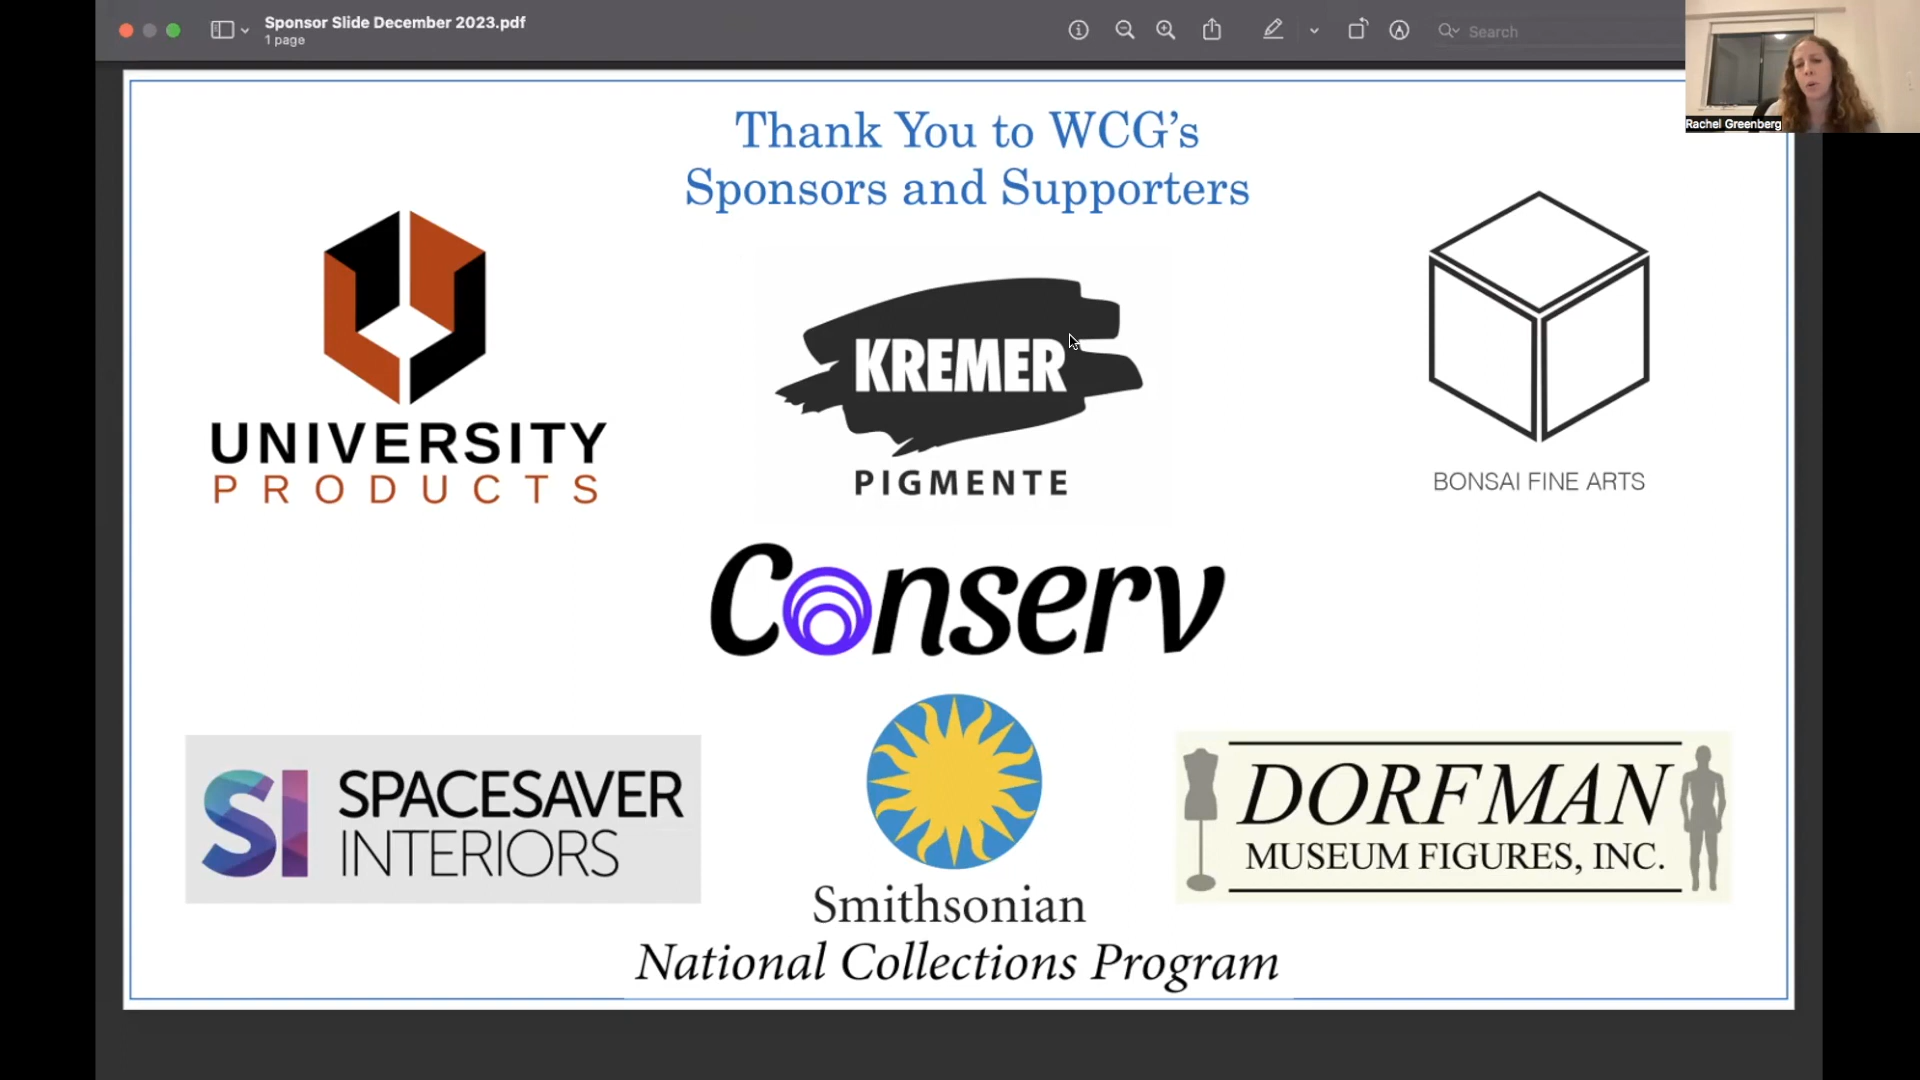 Sponsor Slide December 2023.pdf
1 page
Search
Rachel Greenberg
Thank You to WCG's
Sponsors and Supporters
UNIVERSITY
PRODUCTS
KREMER
PIGMENTE
BONSAI FINE ARTS
Conserv
SI SPACESAVER
INTERIORS
Smithsonian
National Collections Program
DORFMAN
MUSEUM FIGURES, INC.